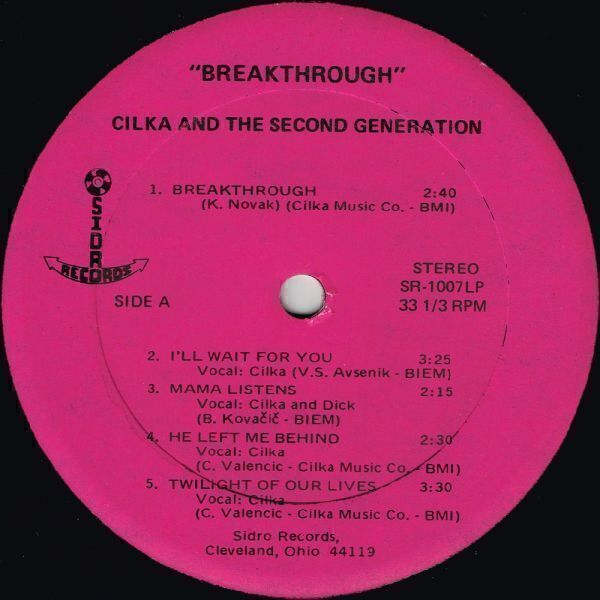 "BREAKTHROUGH"
CILKA AND THE SECOND GENERATION
1. BREAKTHROUGH 2:40
(K. Novak) (Cilka Music Co. - BMI)
SIDRO
RECORDS
SIDE A
STEREO
SR-1007LP
33 1/3 RPM
2. I'LL WAIT FOR YOU 3:25
Vocal: Cilka (V.S. Avsenik - BIEM)
3. MAMA LISTENS 2:15
Vocal: Cilka and Dick
(B. Kovačič - BIEM)
4. HE LEFT ME BEHIND 2:30
Vocal: Cilka
(C. Valencic - Cilka Music Co. - BMI)
5. TWILIGHT OF OUR LIVES 3:30
Vocal: Cilka
(C. Valencic - Cilka Music Co. - BMI)
Sidro Records,
Cleveland, Ohio 44119